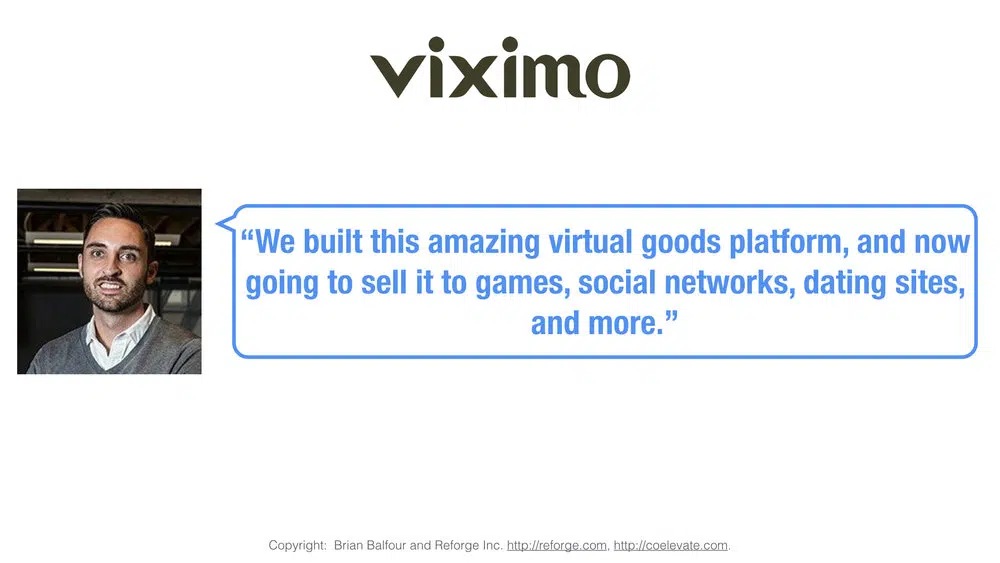 viximo
“We built this amazing virtual goods platform, and now
going to sell it to games, social networks, dating sites,
and more.”
Copyright:  Brian Balfour and Reforge Inc. http://reforge.com, http://coelevate.com.